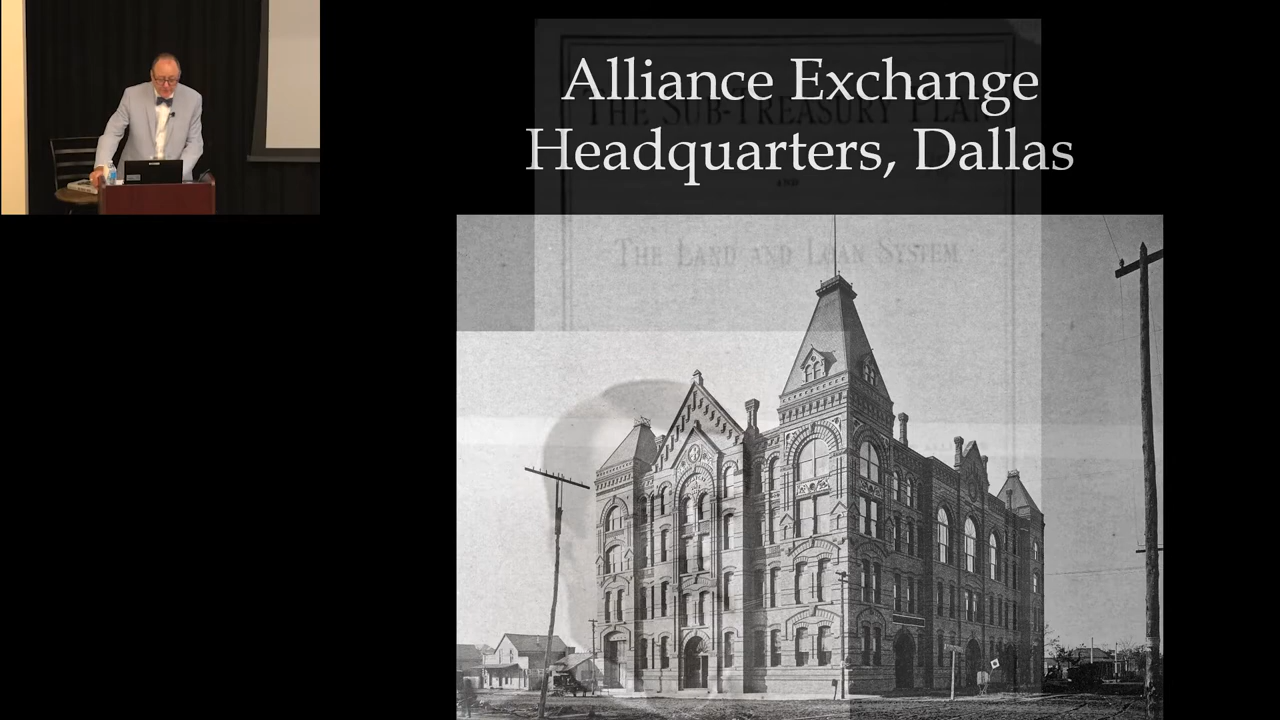 Alliance Exchange
Headquarters, Dallas
THE SUB-TREASURY PLAN
AND
THE LAND AND LOAN SYSTEM.